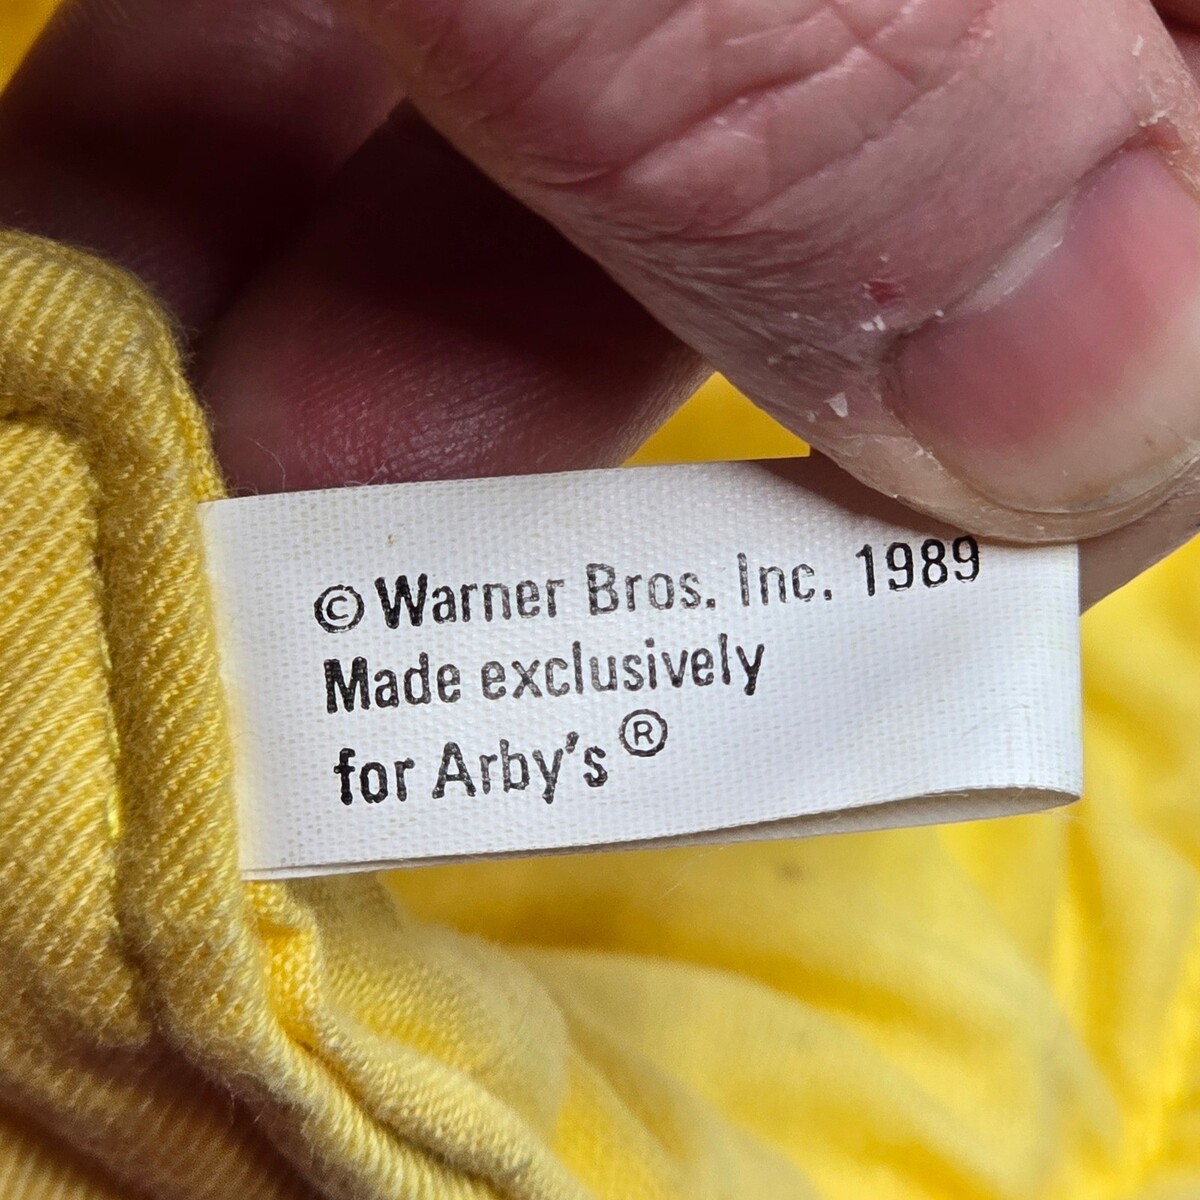 ©Warner Bros. Inc. 1989
Made exclusively
for Arby's®